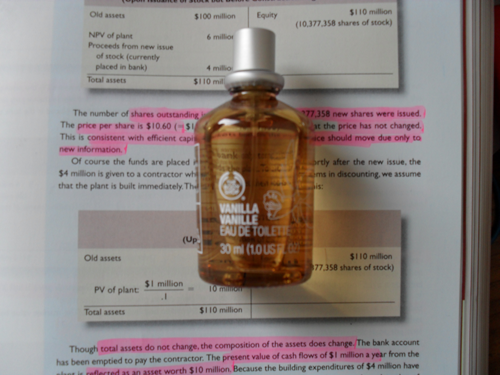 Old assets $100 million Equity $110 million
(10,377,358 shares of stock)
NPV of plant 6 million
Proceeds from new issue
of stock (currently
placed in bank) 4 million
Total assets $110 mil
The number of shares outstanding 377,358 new shares were issued.
The price per share is $10.60 (= $1 at the price has not changed.
This is consistent with efficient capi price should move due only to
new information.
Of course the funds are placed shortly after the new issue, the
$4 million is given to a contractor in discounting, we assume
that the plant is built immediately. The
THE BODY SHOP
VANILLA
VANILLE
EAU DE TOILETTE
30 ml (1.0 US
(Up
Old assets $110 million
377,358 shares of stock)
PV of plant: $1 million
.1 = 10 million
Total assets $110 million
Though total assets do not change, the composition of the assets does change. The bank account
has been emptied to pay the contractor. The present value of cash flows of $1 million a year from the
plant is reflected as an asset worth $10 million. Because the building expenditures of $4 million have